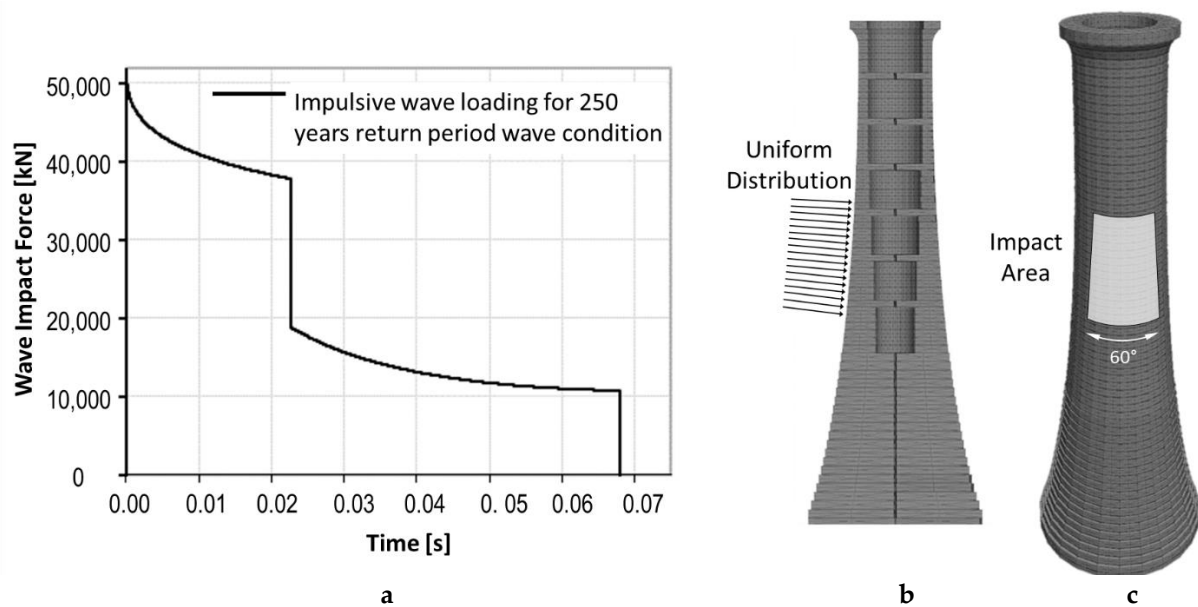 50,000
40,000
30,000
20,000
10,000
0
Wave Impact Force [kN]
Impulsive wave loading for 250
years return period wave condition
0.00 0.01 0.02 0.03 0.04 0. 05 0.06 0.07
Time [s]
a
Uniform
Distribution
b
Impact
Area
60°
c